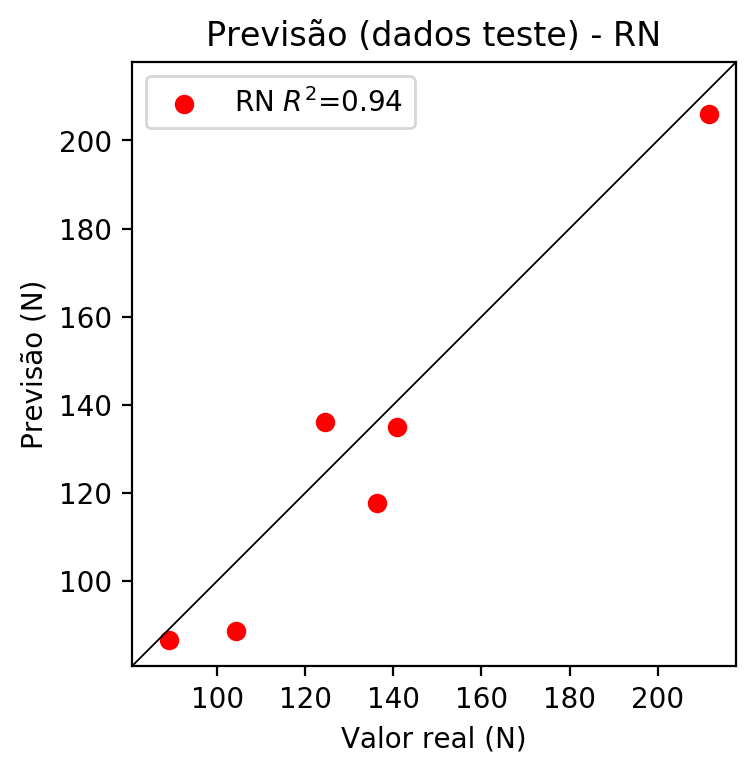 Previsão (dados teste) - RN
RN R²=0.94
Previsão (N)
200
180
160
140
120
100
100 120 140 160 180 200
Valor real (N)